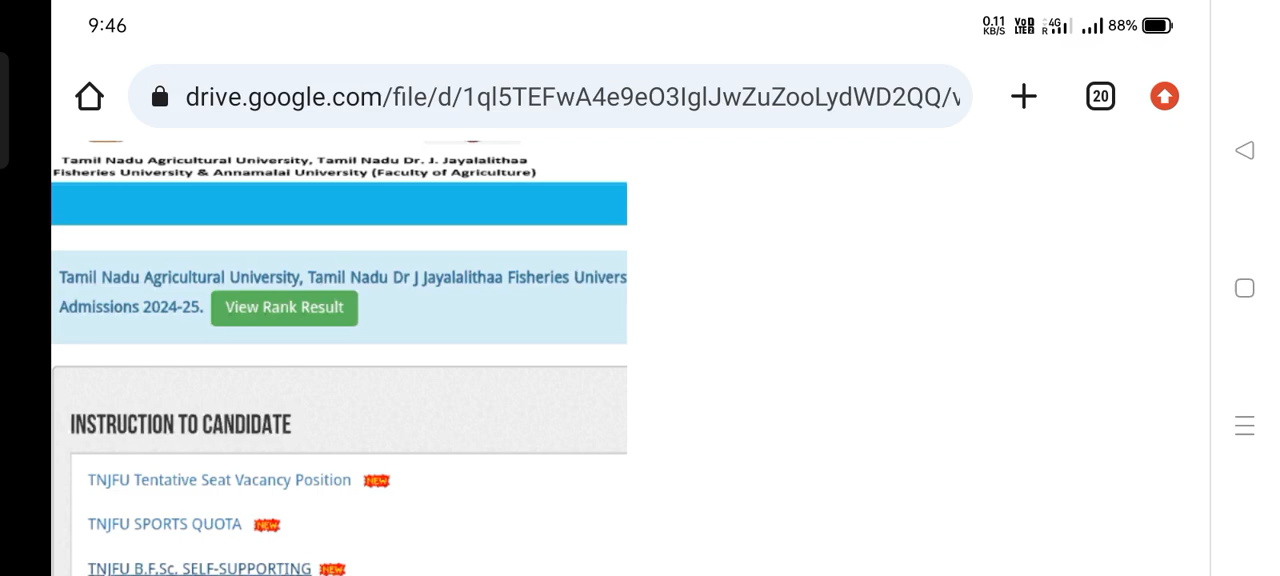 9:46
0.11 KB/S VoD LTE2 4G R 88%
drive.google.com/file/d/1ql5TEFwA4e9eO3IglJwZuZooLydWD2QQ/v
20
Tamil Nadu Agricultural University, Tamil Nadu Dr. J. Jayalalithaa
Fisheries University & Annamalai University (Faculty of Agriculture)
Tamil Nadu Agricultural University, Tamil Nadu Dr J Jayalalithaa Fisheries Univers
Admissions 2024-25. View Rank Result
INSTRUCTION TO CANDIDATE
TNJFU Tentative Seat Vacancy Position NEW
TNJFU SPORTS QUOTA NEW
TNJFU B.F.Sc. SELF-SUPPORTING NEW